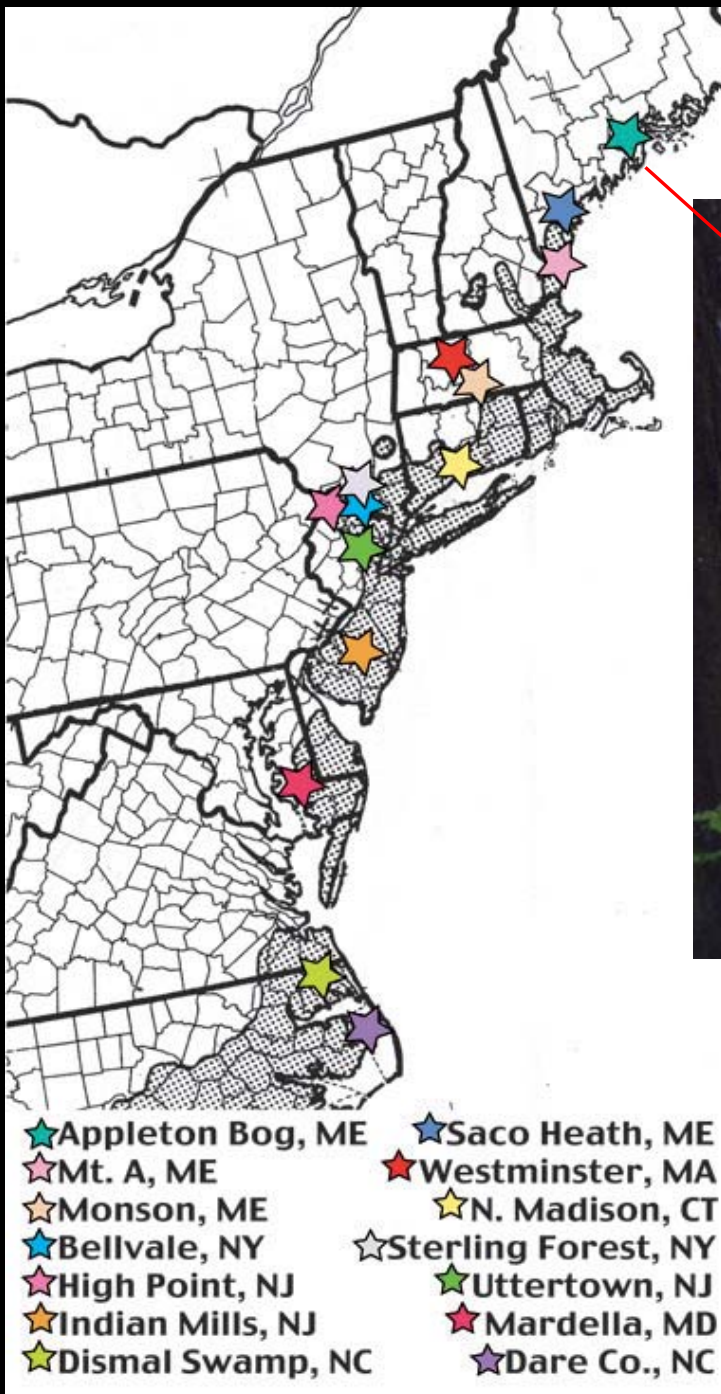 Appleton Bog, ME Saco Heath, ME
Mt. A, ME Westminster, MA
Monson, ME N. Madison, CT
Bellvale, NY Sterling Forest, NY
High Point, NJ Uttertown, NJ
Indian Mills, NJ Mardella, MD
Dismal Swamp, NC Dare Co., NC